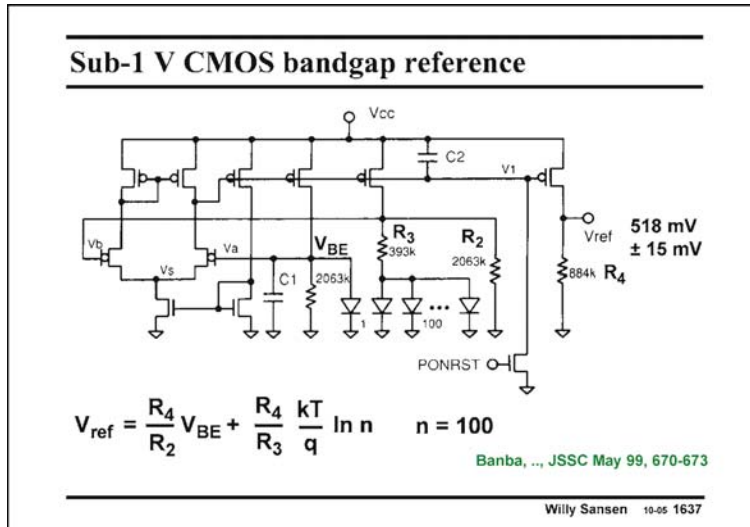 Sub-1 V CMOS bandgap reference
Vcc
C2
V1
Vb
Va
Vs
VBE
C1
2063k
R3
393k
R2
2063k
Vref
518 mV
± 15 mV
884k
R4
1
100
PONRST
Vref = R4/R2 VBE + R4/R3 kT/q ln n n = 100
Banba, .., JSSC May 99, 670-673
Willy Sansen 10-05 1637